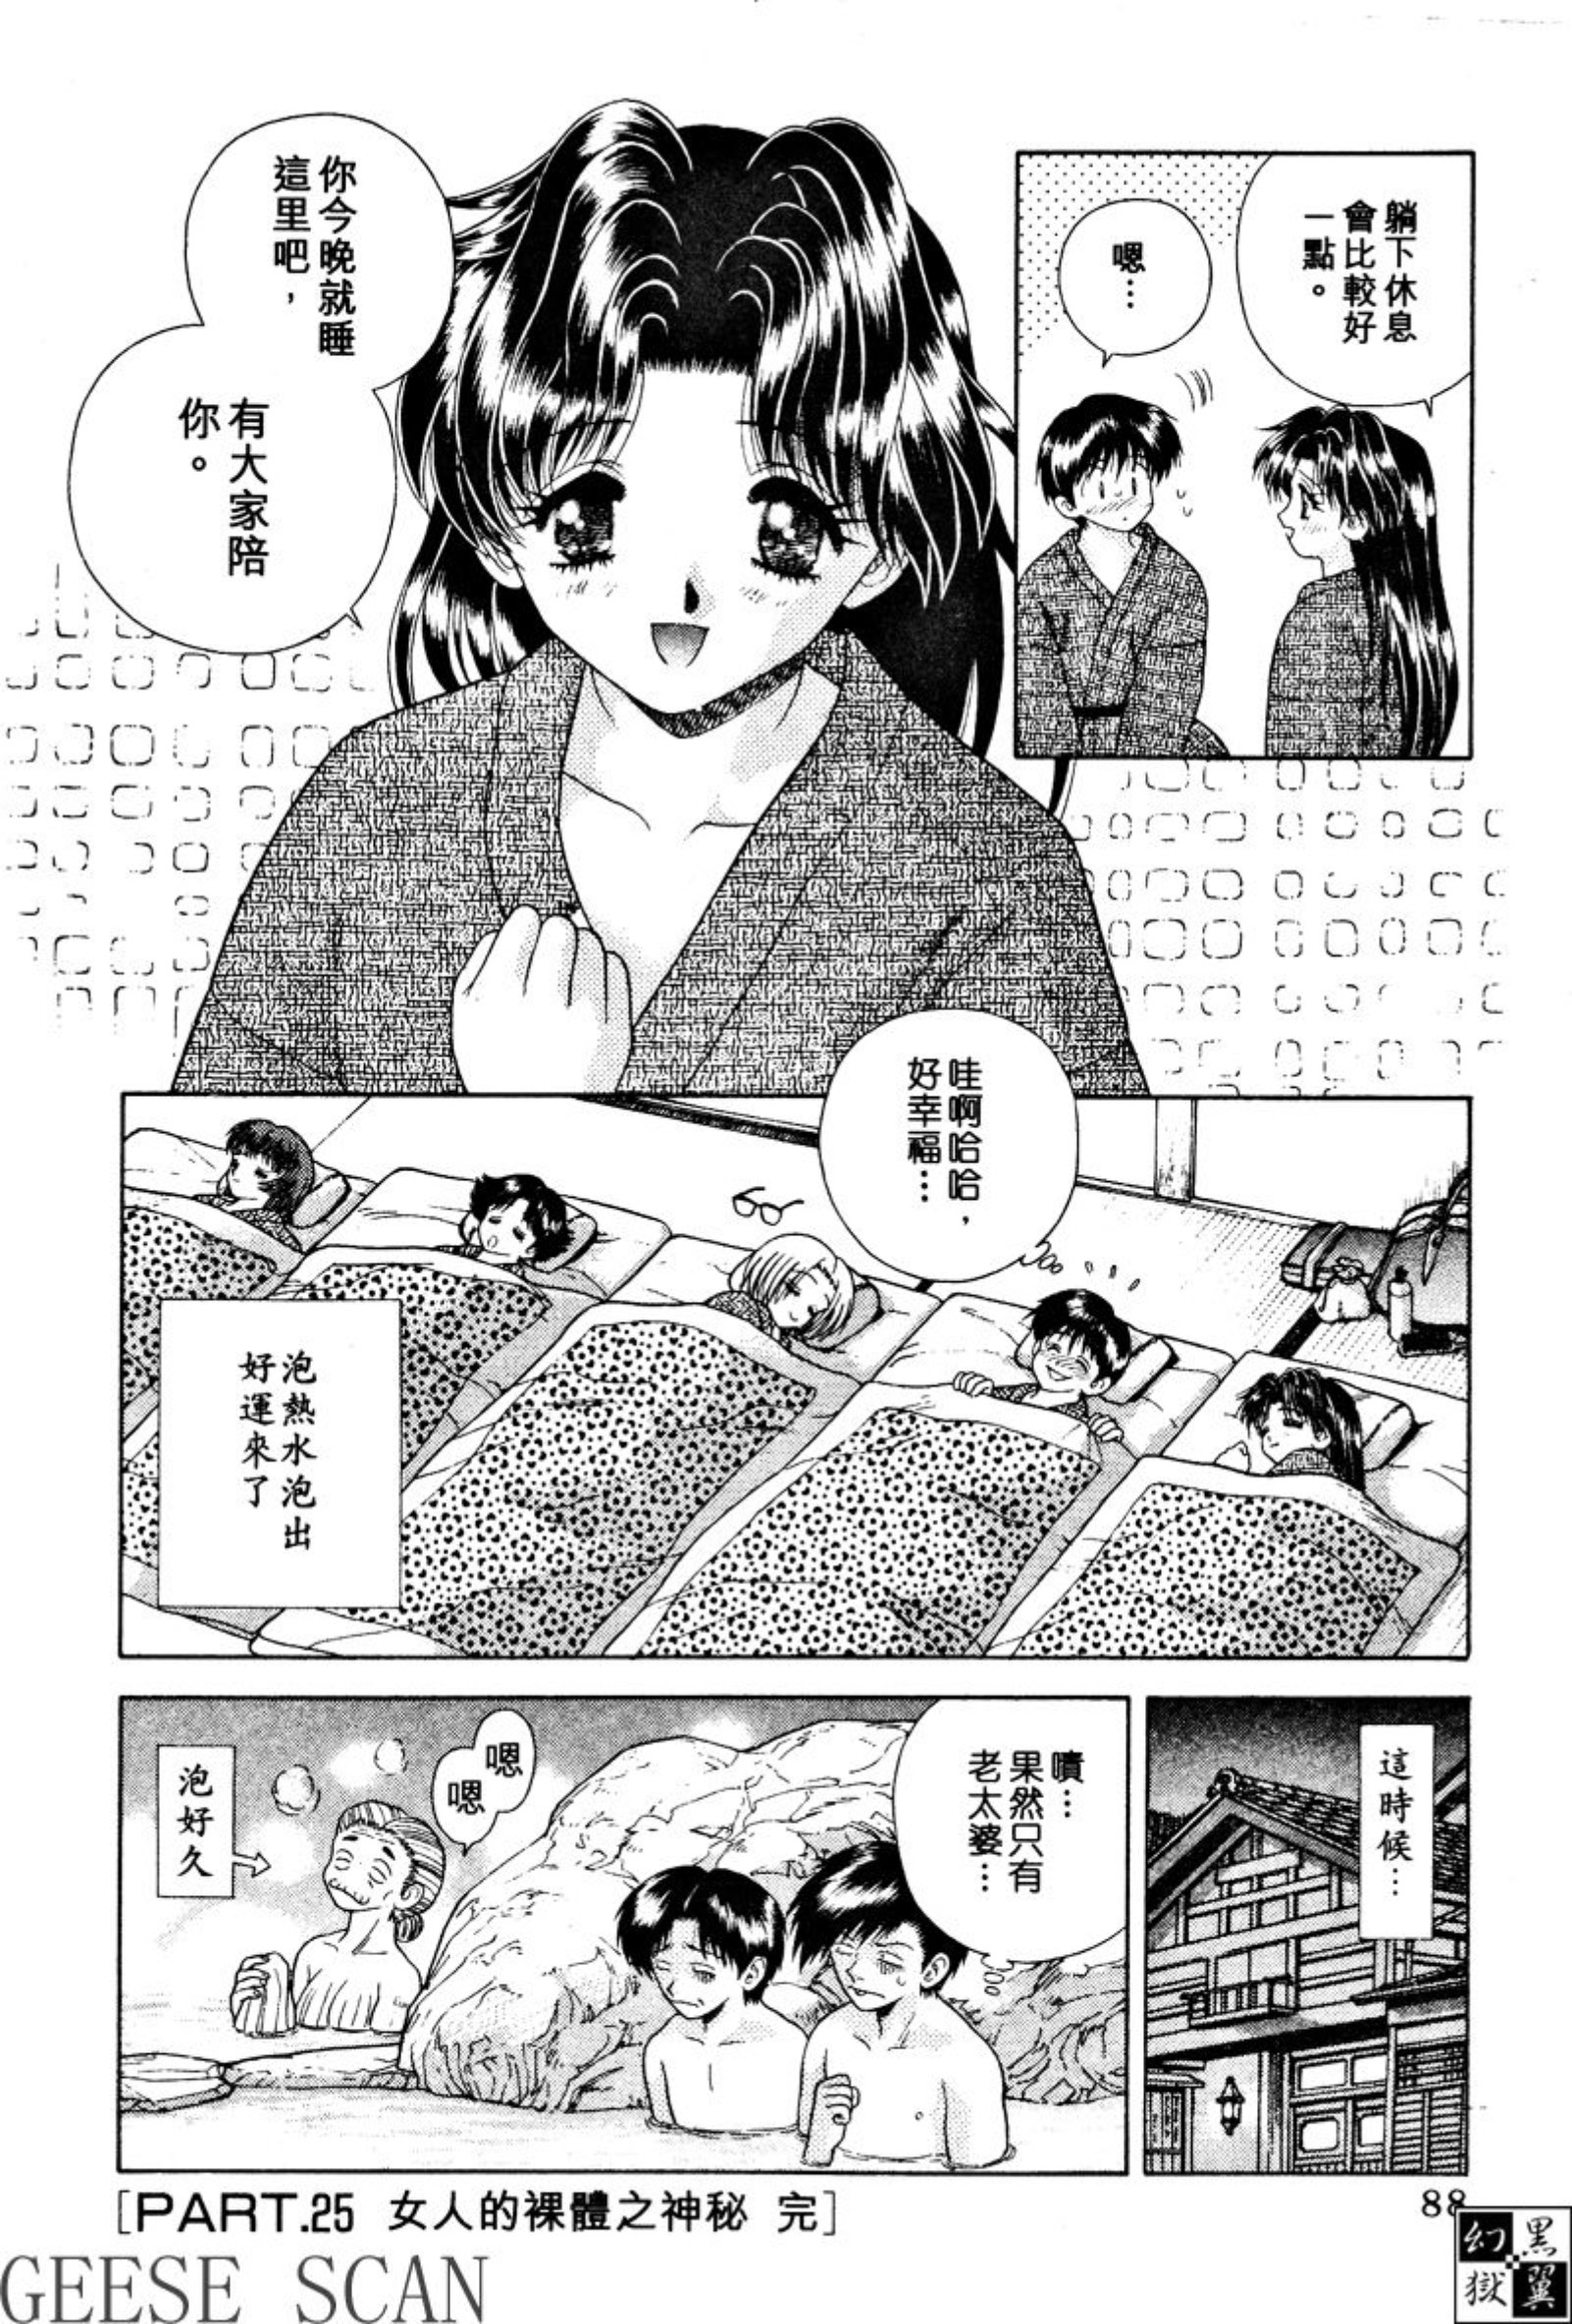 躺下休息
會比較好
一點。
嗯…
你今晚就睡
這里吧，
有大家陪
你。
哇啊哈哈，
好幸福…
泡熱水泡出
好運來了
這時候…
嘖…
果然只有
老太婆…
嗯
嗯
泡好久
[PART.25 女人的裸體之神秘 完]
88
GEESE SCAN
黑翼
幻獄